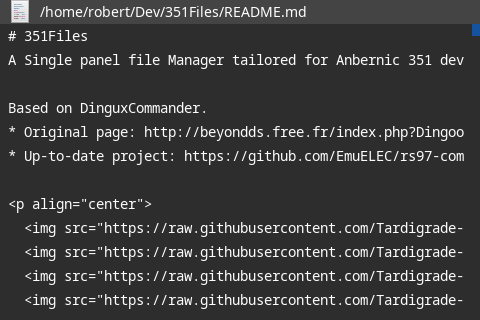 /home/robert/Dev/351Files/README.md
# 351Files
A Single panel file Manager tailored for Anbernic 351 dev
Based on DinguxCommander.
* Original page: http://beyondds.free.fr/index.php?Dingoo
* Up-to-date project: https://github.com/EmuELEC/rs97-com
<p align="center">
<img src="https://raw.githubusercontent.com/Tardigrade-
<img src="https://raw.githubusercontent.com/Tardigrade-
<img src="https://raw.githubusercontent.com/Tardigrade-
<img src="https://raw.githubusercontent.com/Tardigrade-